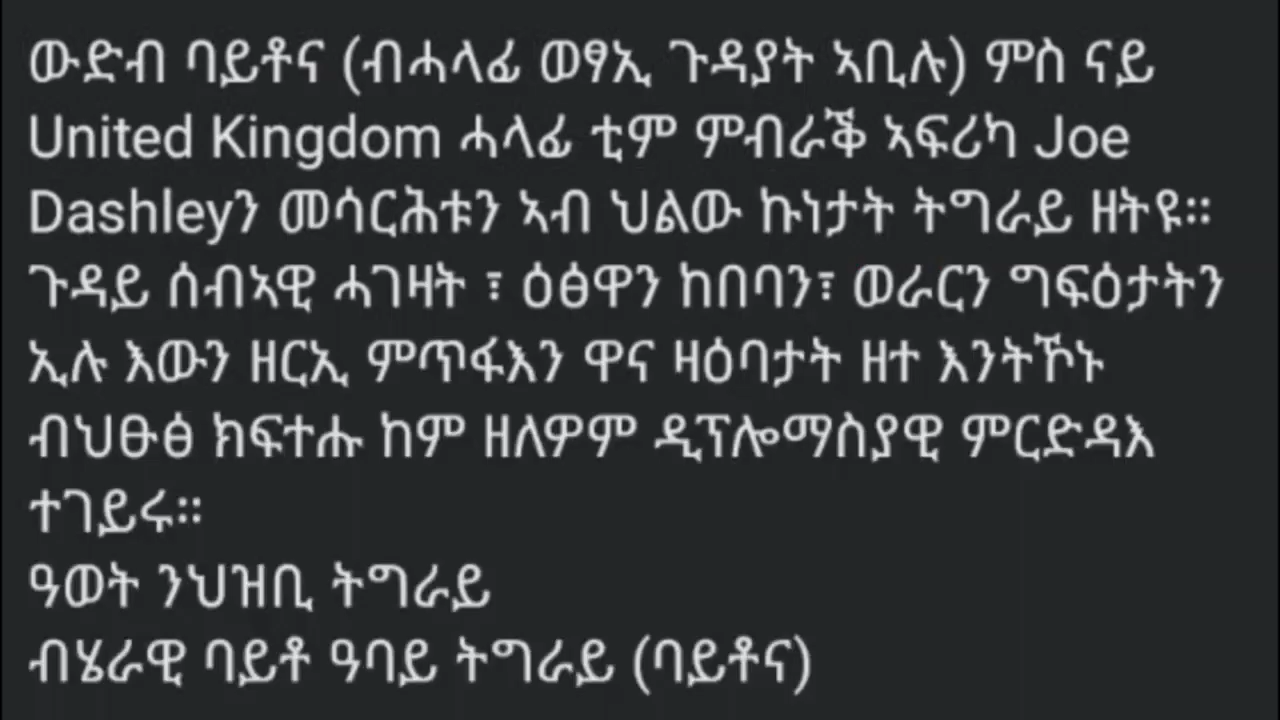 ውድብ ባይቶና (ብሓላፊ ወፃኢ ጉዳያት ኣቢሉ) ምስ ናይ
United Kingdom ሓላፊ ቲም ምብራቕ ኣፍሪካ Joe
Dashleyን መሳርሕቱን ኣብ ህልው ኩነታት ትግራይ ዘትዩ።
ጉዳይ ሰብኣዊ ሓገዛት ፣ ዕፅዋን ከበባን፣ ወራርን ግፍዕታትን
ኢሉ እውን ዘርኢ ምጥፋእን ዋና ዛዕባታት ዘተ እንትኾኑ
ብህፁፅ ክፍተሑ ከም ዘለዎም ዲፕሎማስያዊ ምርድዳእ
ተገይሩ።
ዓወት ንህዝቢ ትግራይ
ብሄራዊ ባይቶ ዓባይ ትግራይ (ባይቶና)